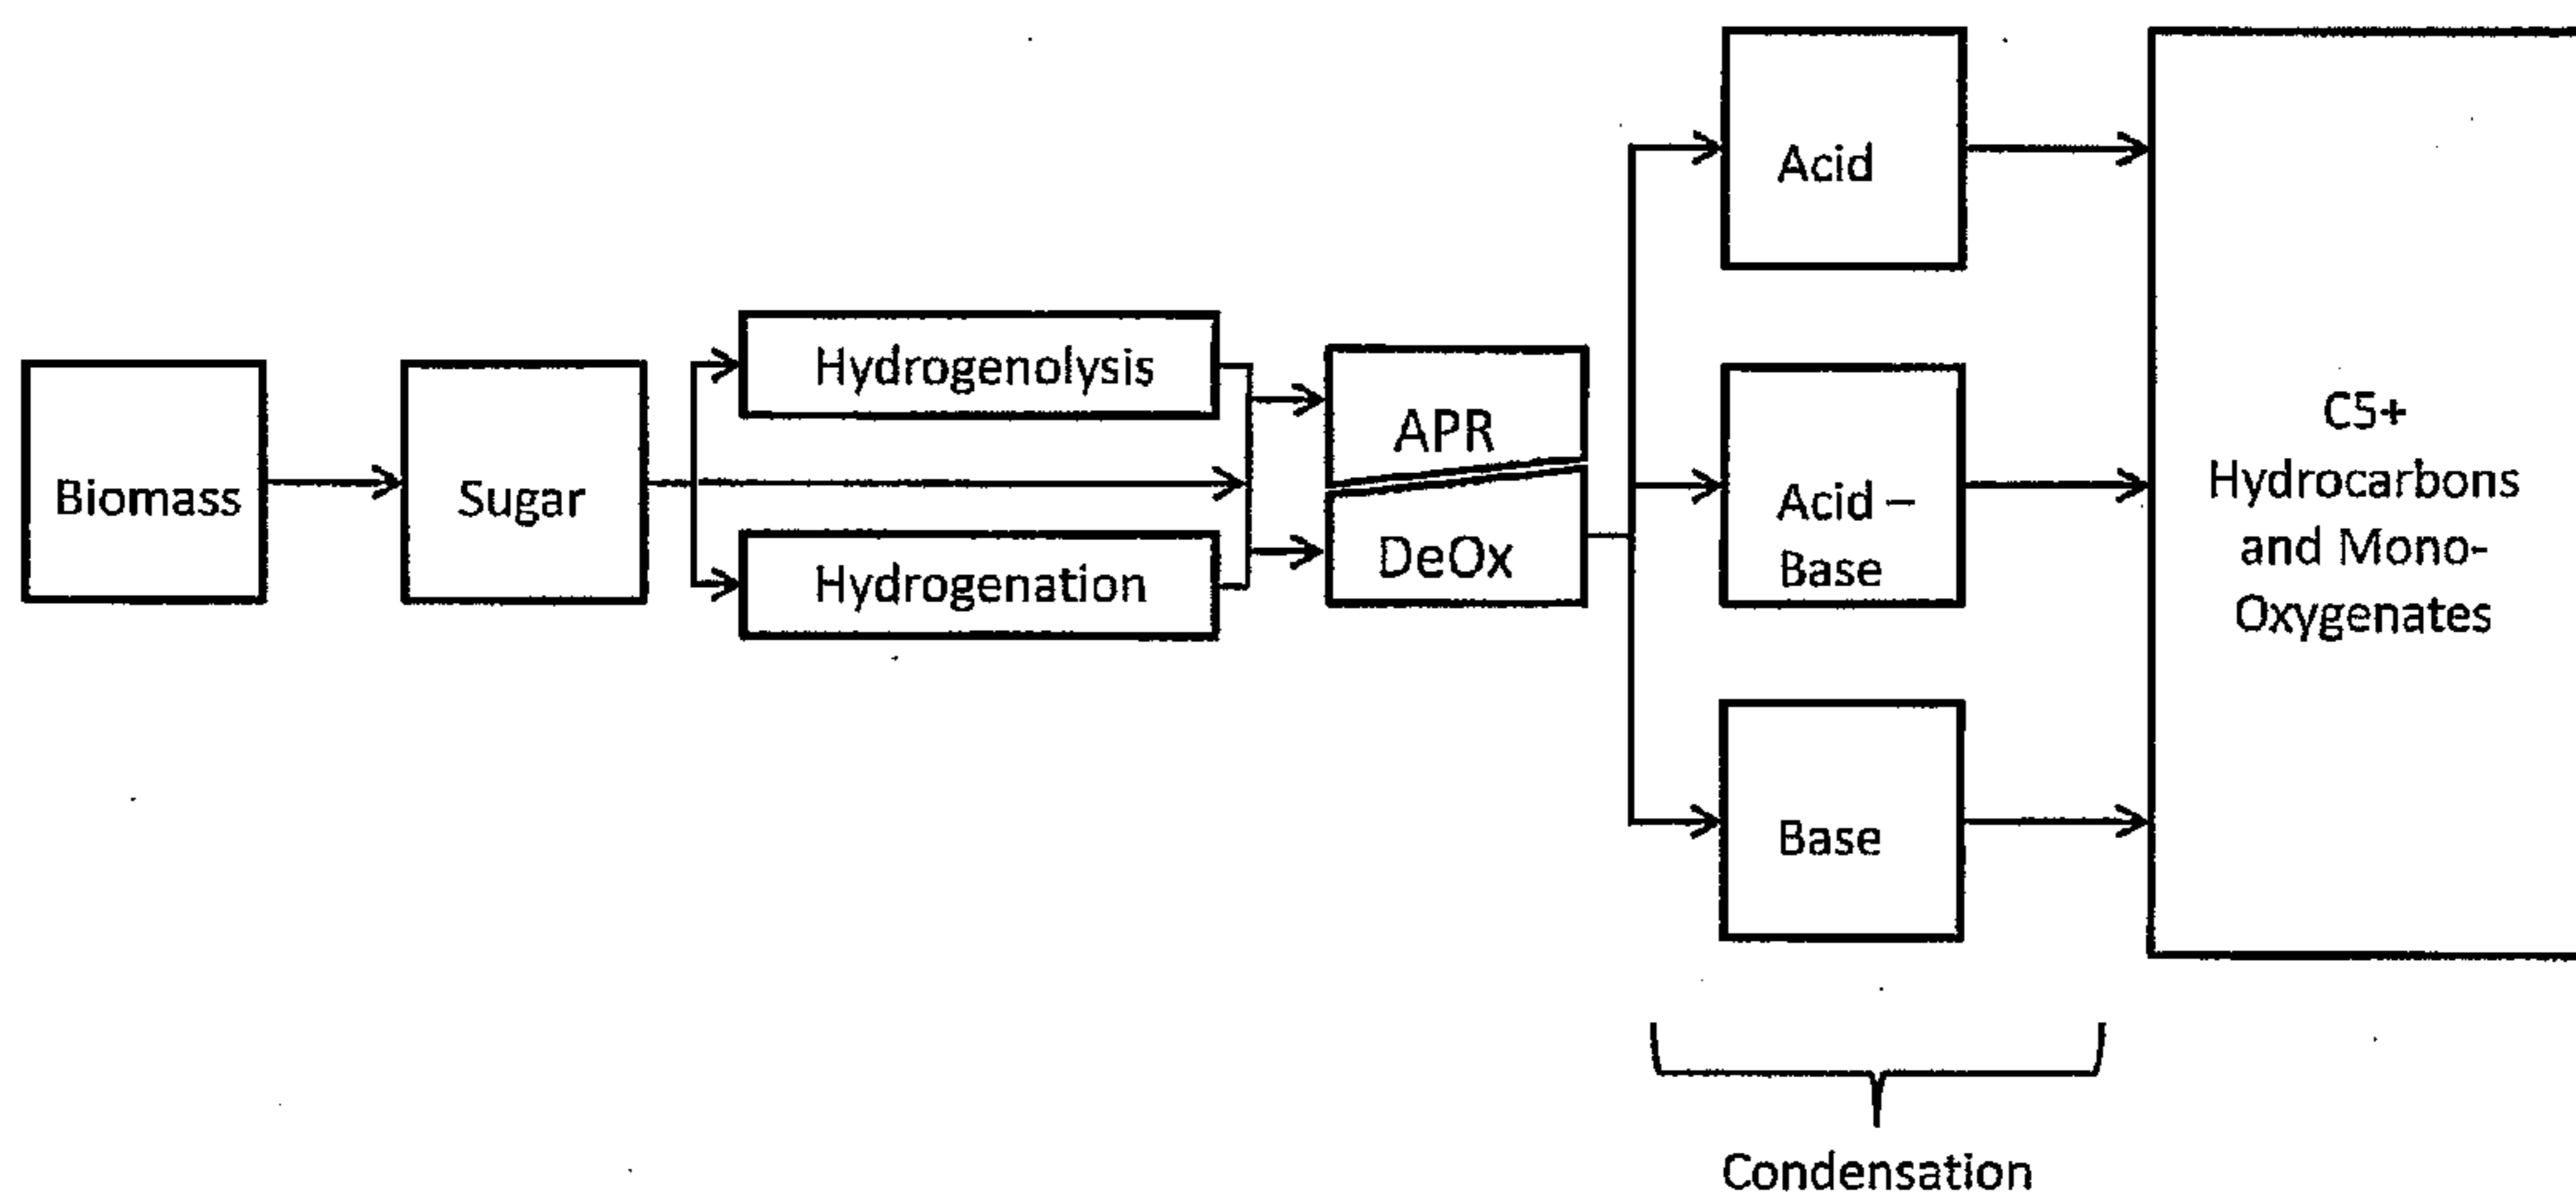 Biomass
Sugar
Hydrogenolysis
Hydrogenation
APR
DeOx
Acid
Acid –
Base
Base
C5+
Hydrocarbons
and Mono-
Oxygenates
Condensation